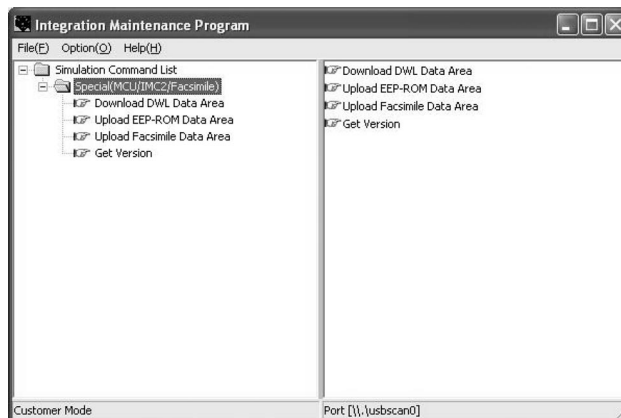 Integration Maintenance Program
File(F) Option(O) Help(H)
Simulation Command List
Special(MCU/IMC2/Facsimile)
Download DWL Data Area
Upload EEP-ROM Data Area
Upload Facsimile Data Area
Get Version
Download DWL Data Area
Upload EEP-ROM Data Area
Upload Facsimile Data Area
Get Version
Customer Mode
Port [\\.\usbscan0]